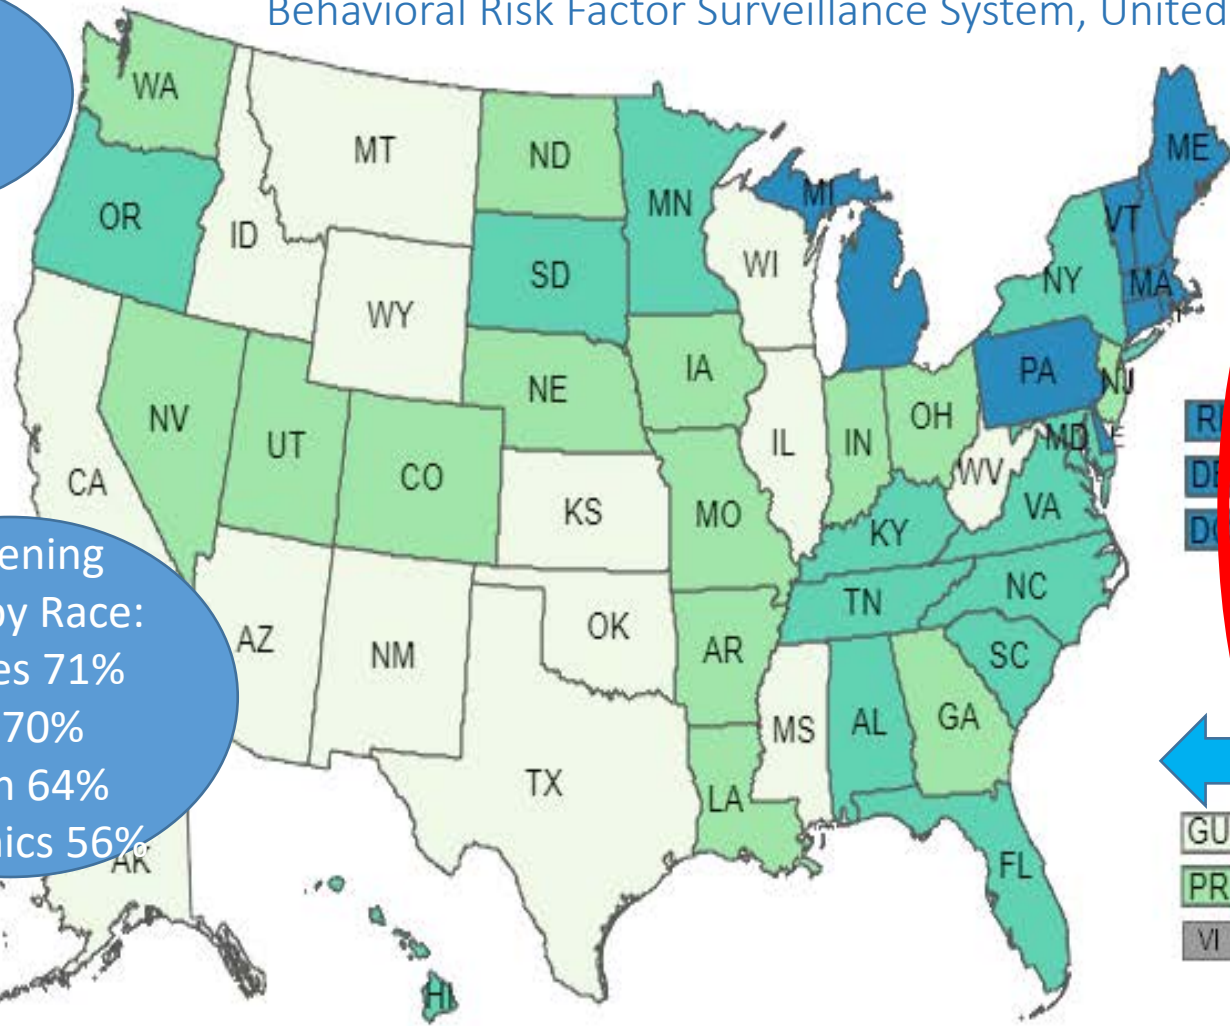 Behavioral Risk Factor Surveillance System, United
WA
MT
ND
ME
OR
ID
MN
MI
VT
SD
WI
NY
MA
WY
IA
PA
NV
NE
NJ
UT
IL
IN
OH
MD
E
CA
CO
WV
DE
KS
MO
KY
VA
ening
by Race:
TN
NC
AZ
OK
AR
SC
es 71%
NM
70%
MS
AL
GA
64%
TX
LA
ics 56%
AK
GU
FL
PR
VI
HI